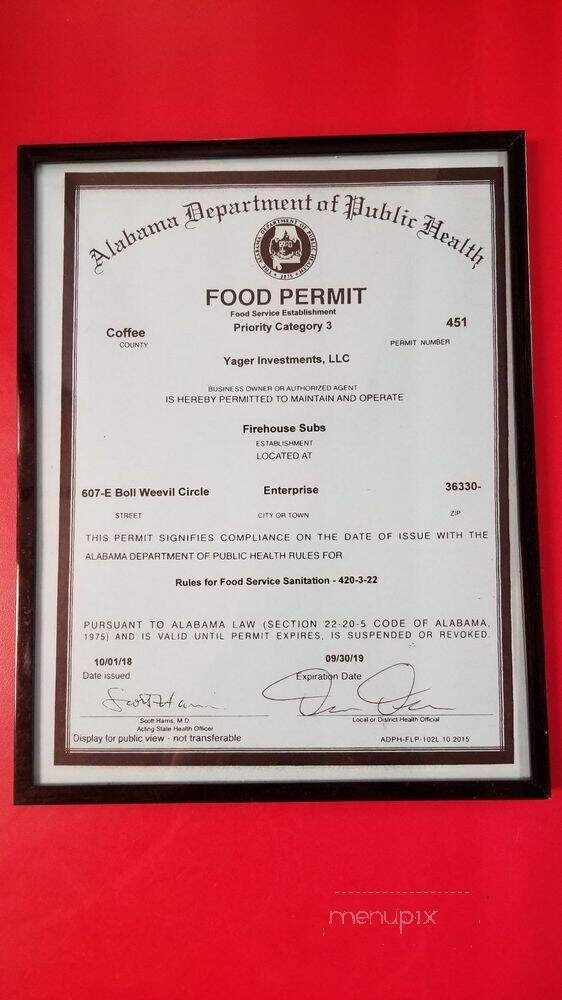 Alabama Department of Public Health
FOOD PERMIT
Food Service Establishment
Priority Category 3
Coffee
COUNTY
451
PERMIT NUMBER
Yager Investments, LLC
BUSINESS OWNER OR AUTHORIZED AGENT
IS HEREBY PERMITTED TO MAINTAIN AND OPERATE
Firehouse Subs
ESTABLISHMENT
LOCATED AT
607-E Boll Weevil Circle Enterprise 36330-
STREET CITY OR TOWN ZIP
THIS PERMIT SIGNIFIES COMPLIANCE ON THE DATE OF ISSUE WITH THE
ALABAMA DEPARTMENT OF PUBLIC HEALTH RULES FOR
Rules for Food Service Sanitation - 420-3-22
PURSUANT TO ALABAMA LAW (SECTION 22-20-5 CODE OF ALABAMA,
1975) AND IS VALID UNTIL PERMIT EXPIRES, IS SUSPENDED OR REVOKED.
10/01/18 09/30/19
Date issued Expiration Date
Scott Harris, M.D. Local or District Health Official
Acting State Health Officer
Display for public view - not transferable ADPH-FLP-102L.10.2015
menupix